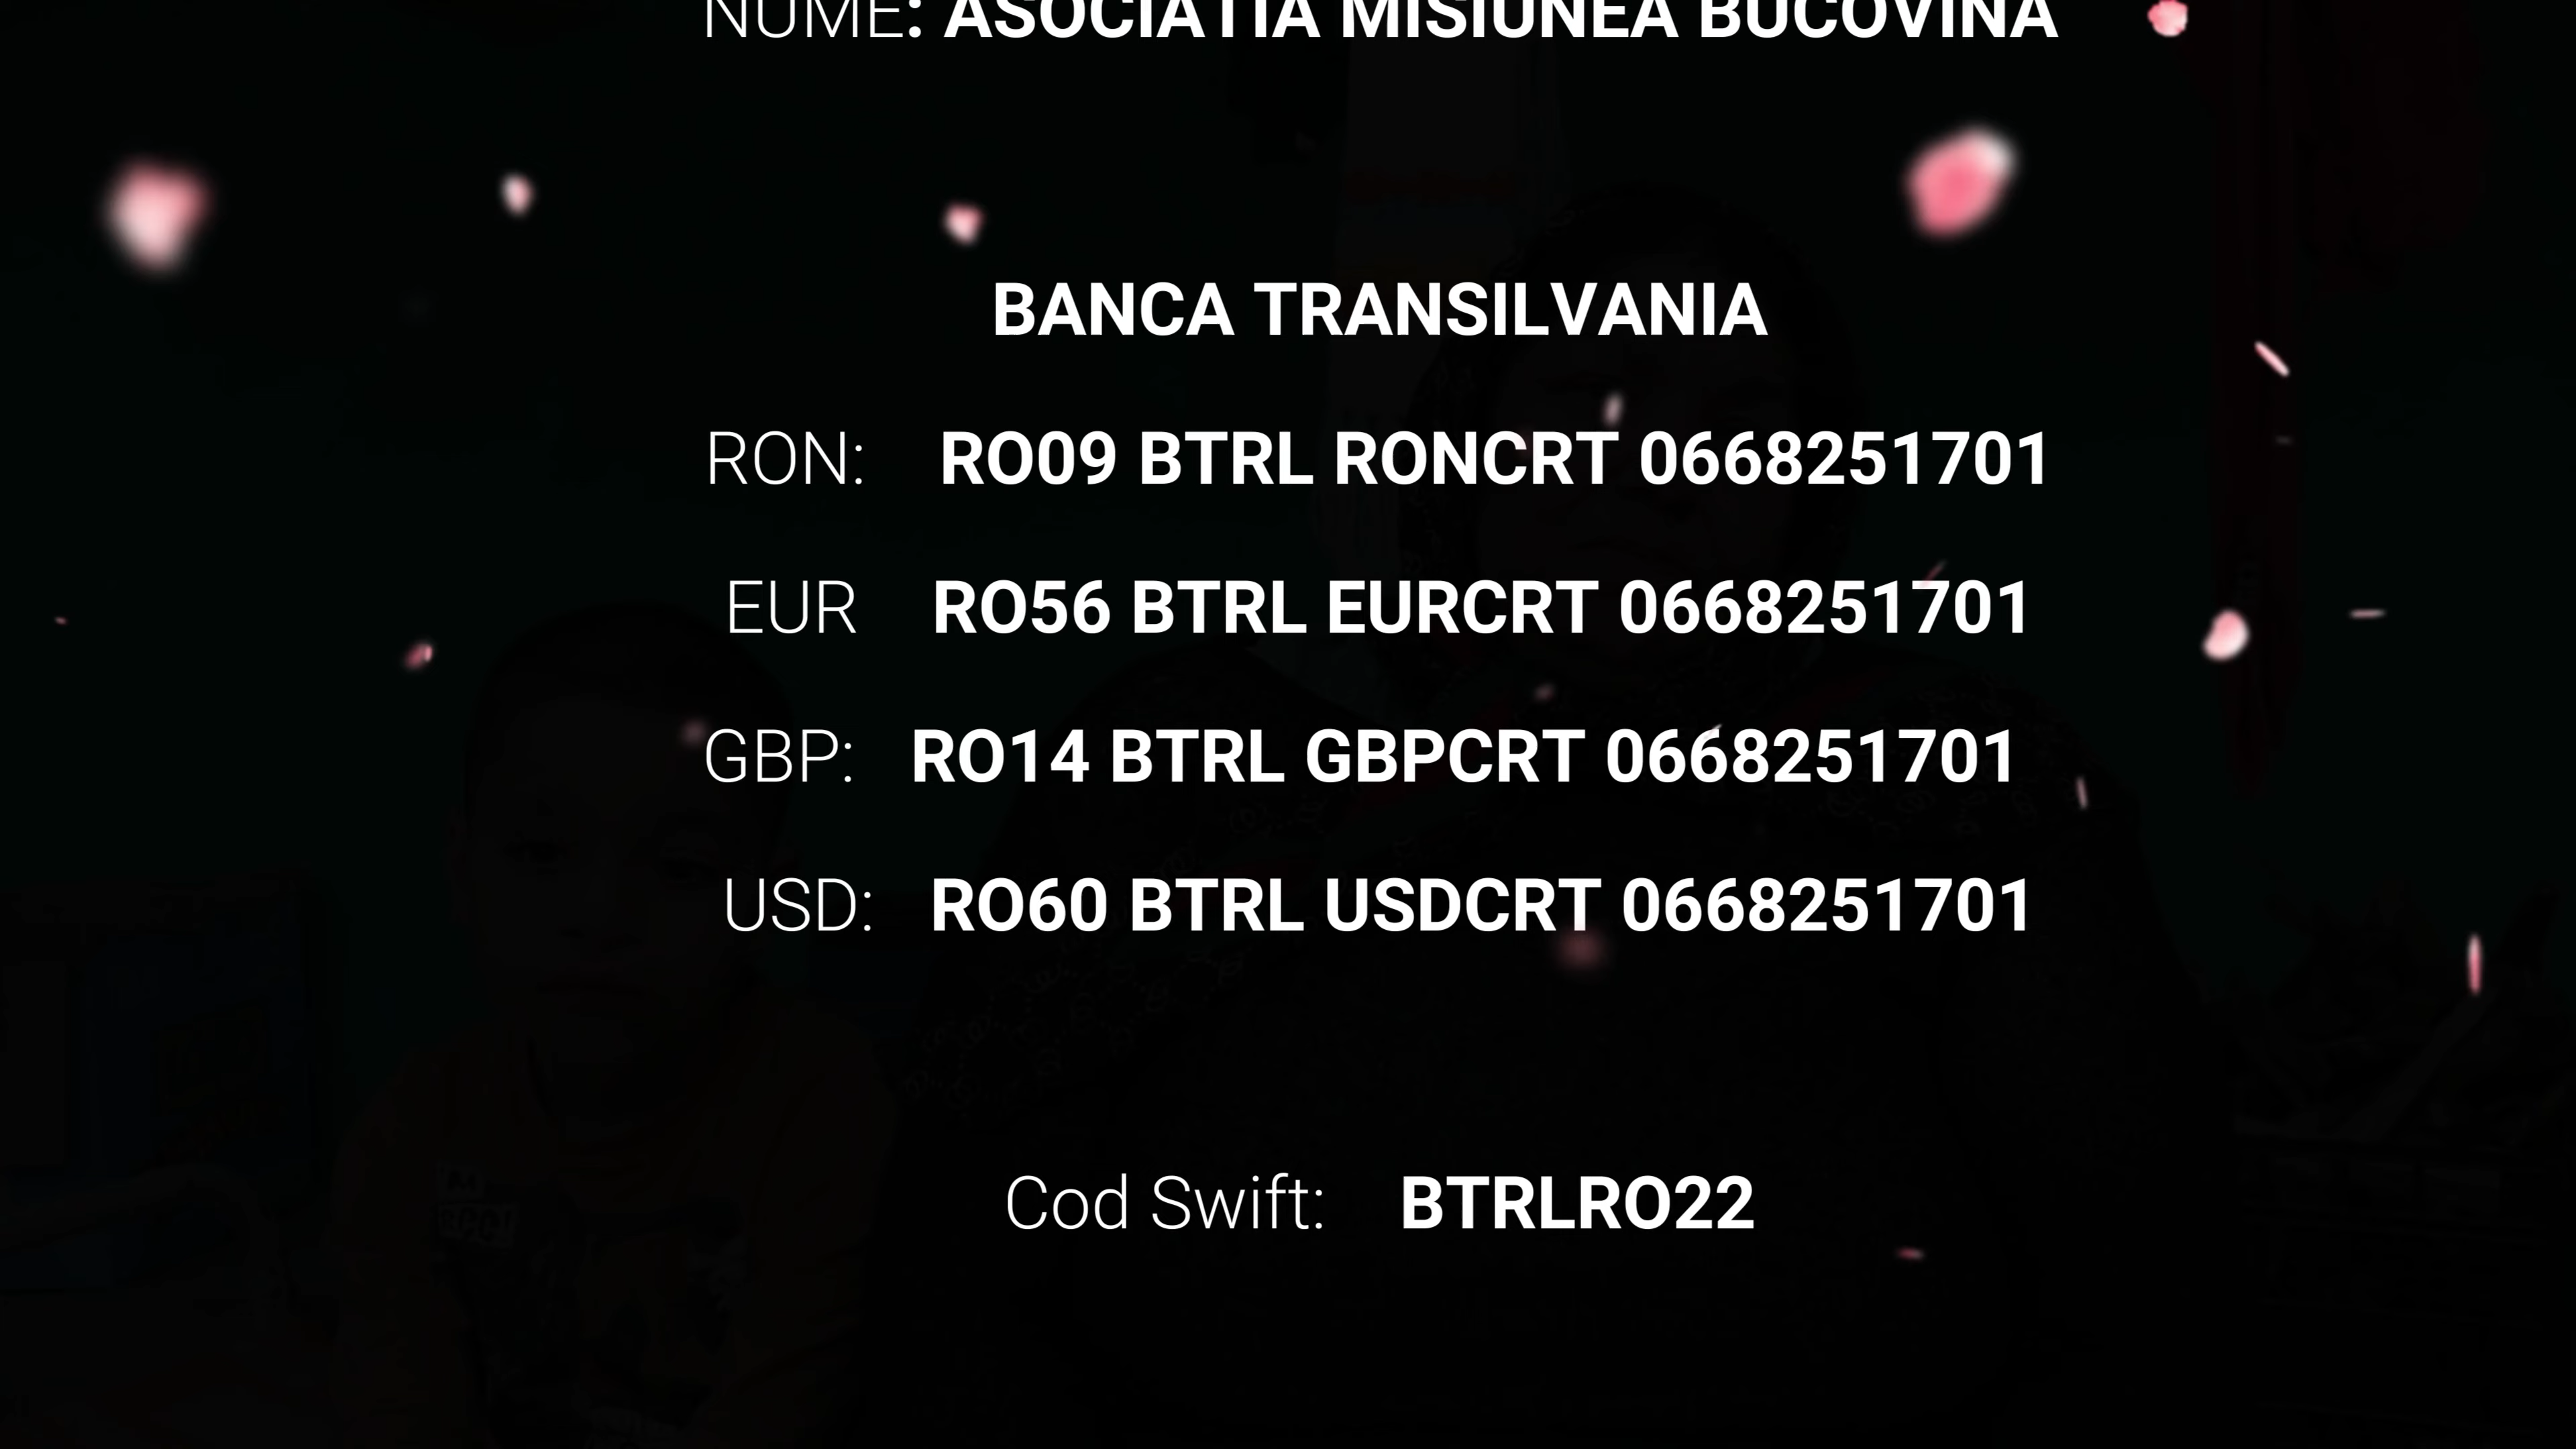 NUME: ASOCIATIA MISIUNEA BUCOVINA
BANCA TRANSILVANIA
RON: RO09 BTRL RONCRT 0668251701
EUR RO56 BTRL EURCRT 0668251701
GBP: RO14 BTRL GBPCRT 0668251701
USD: RO60 BTRL USDCRT 0668251701
Cod Swift: BTRLRO22